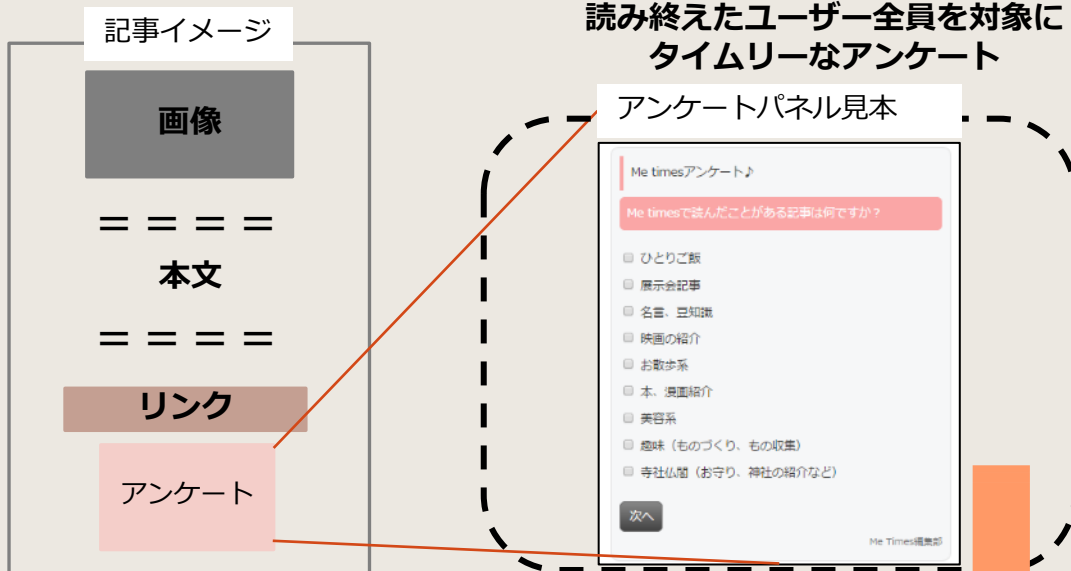 記事イメージ
画像
＝＝＝＝
本文
＝＝＝＝
リンク
アンケート
読み終えたユーザー全員を対象に
タイムリーなアンケート
アンケートパネル見本
Me timesアンケート♪
Me timesで読んだことがある記事は何ですか？
ひとりご飯
展示会記事
名言、豆知識
映画の紹介
お散歩系
本、漫画紹介
美容系
趣味（ものづくり、もの収集）
寺社仏閣（お守り、神社の紹介など）
次へ
Me Times編集部